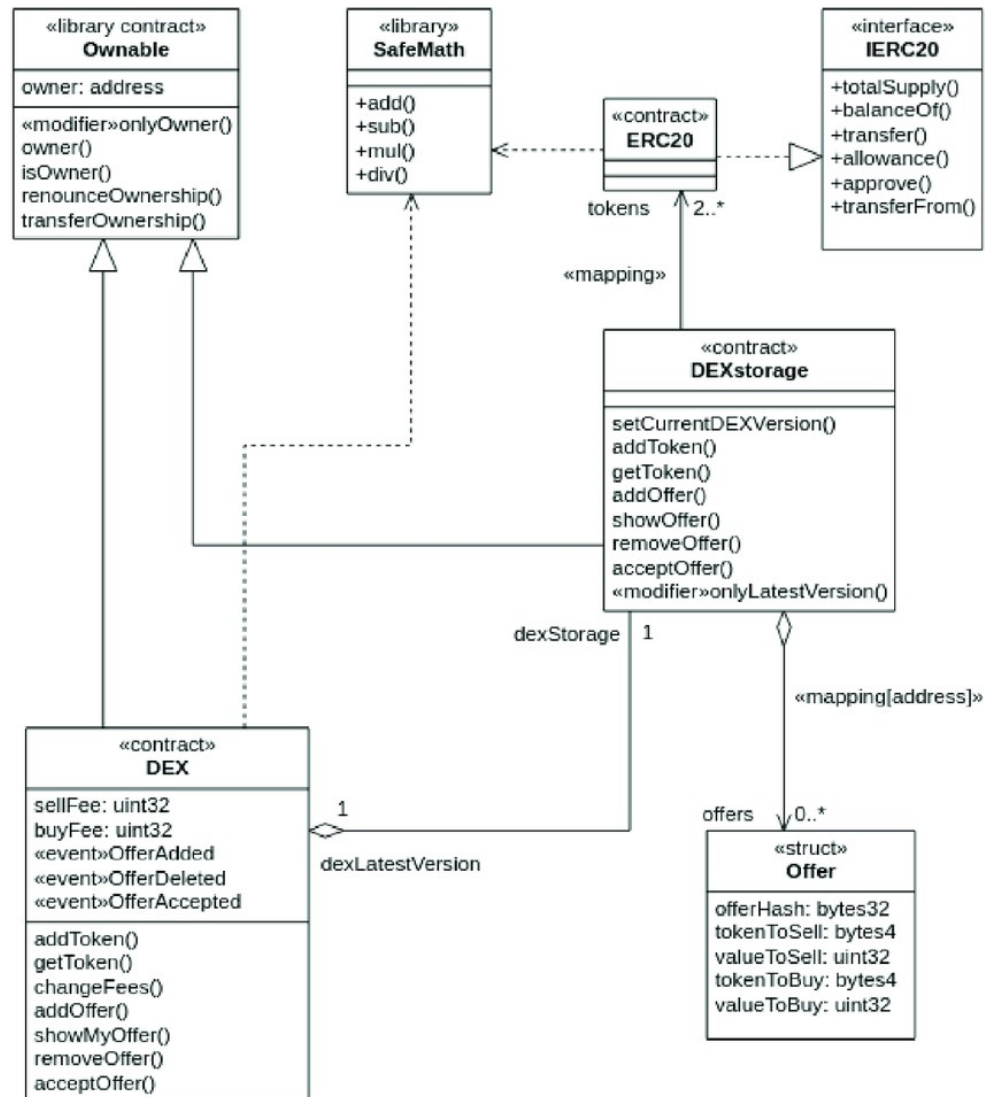 «library contract»
Ownable
owner: address
«modifier»onlyOwner()
owner()
isOwner()
renounceOwnership()
transferOwnership()
«library»
SafeMath
+add()
+sub()
+mul()
+div()
«contract»
ERC20
«interface»
IERC20
+totalSupply()
+balanceOf()
+transfer()
+allowance()
+approve()
+transferFrom()
tokens
2..*
«mapping»
«contract»
DEXstorage
setCurrentDEXVersion()
addToken()
getToken()
addOffer()
showOffer()
removeOffer()
acceptOffer()
«modifier»onlyLatestVersion()
dexStorage
1
«mapping[address]»
«contract»
DEX
sellFee: uint32
buyFee: uint32
«event»OfferAdded
«event»OfferDeleted
«event»OfferAccepted
addToken()
getToken()
changeFees()
addOffer()
showMyOffer()
removeOffer()
acceptOffer()
1
dexLatestVersion
offers
0..*
«struct»
Offer
offerHash: bytes32
tokenToSell: bytes4
valueToSell: uint32
tokenToBuy: bytes4
valueToBuy: uint32